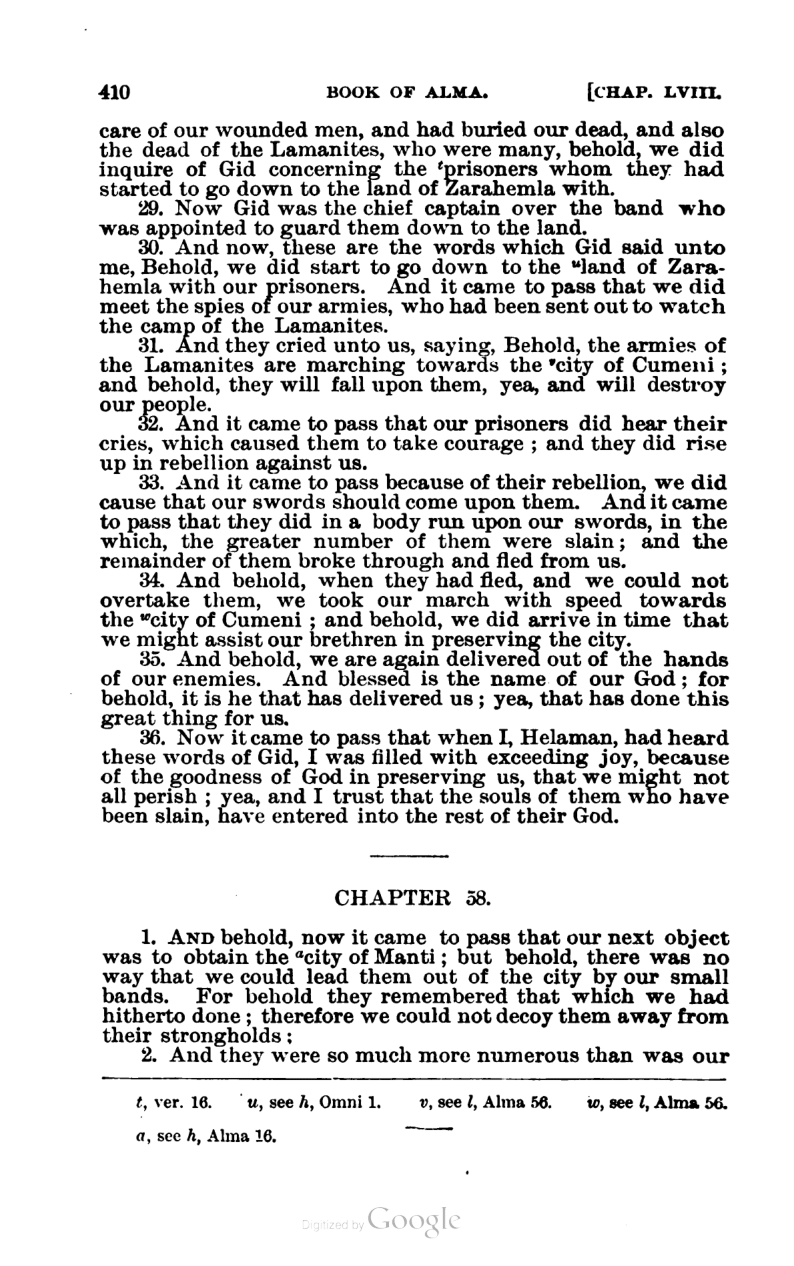 410 BOOK OF ALMA. [CHAP. LVIII.
care of our wounded men, and had buried our dead, and also
the dead of the Lamanites, who were many, behold, we did
inquire of Gid concerning the ᵗprisoners whom they had
started to go down to the land of Zarahemla with.
29. Now Gid was the chief captain over the band who
was appointed to guard them down to the land.
30. And now, these are the words which Gid said unto
me, Behold, we did start to go down to the ᵘland of Zara-
hemla with our prisoners. And it came to pass that we did
meet the spies of our armies, who had been sent out to watch
the camp of the Lamanites.
31. And they cried unto us, saying, Behold, the armies of
the Lamanites are marching towards the ᵛcity of Cumeni;
and behold, they will fall upon them, yea, and will destroy
our people.
32. And it came to pass that our prisoners did hear their
cries, which caused them to take courage; and they did rise
up in rebellion against us.
33. And it came to pass because of their rebellion, we did
cause that our swords should come upon them. And it came
to pass that they did in a body run upon our swords, in the
which, the greater number of them were slain; and the
remainder of them broke through and fled from us.
34. And behold, when they had fled, and we could not
overtake them, we took our march with speed towards
the ʷcity of Cumeni; and behold, we did arrive in time that
we might assist our brethren in preserving the city.
35. And behold, we are again delivered out of the hands
of our enemies. And blessed is the name of our God; for
behold, it is he that has delivered us; yea, that has done this
great thing for us.
36. Now it came to pass that when I, Helaman, had heard
these words of Gid, I was filled with exceeding joy, because
of the goodness of God in preserving us, that we might not
all perish; yea, and I trust that the souls of them who have
been slain, have entered into the rest of their God.
CHAPTER 58.
1. AND behold, now it came to pass that our next object
was to obtain the ᵃcity of Manti; but behold, there was no
way that we could lead them out of the city by our small
bands. For behold they remembered that which we had
hitherto done; therefore we could not decoy them away from
their strongholds;
2. And they were so much more numerous than was our
t, ver. 16. u, see h, Omni 1. v, see l, Alma 56. w, see l, Alma 56.
a, see h, Alma 16.
Digitized by Google